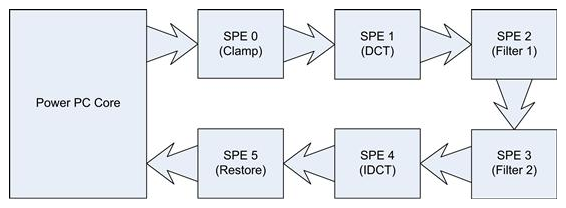 Power PC Core
SPE 0
(Clamp)
SPE 1
(DCT)
SPE 2
(Filter 1)
SPE 3
(Filter 2)
SPE 4
(IDCT)
SPE 5
(Restore)